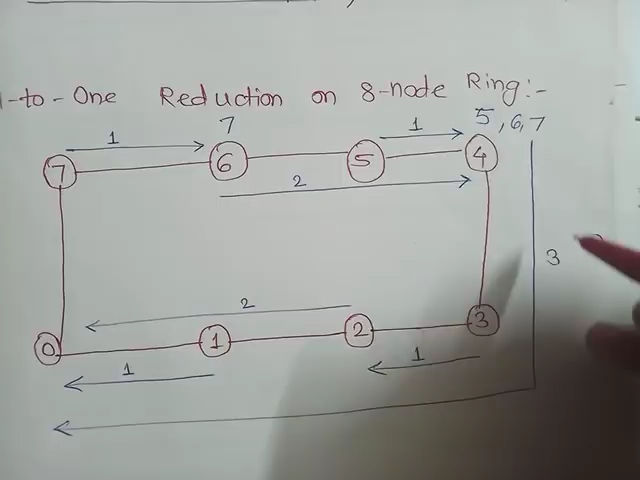 -to-One Reduction on 8-node Ring:-
7 5,6,7
1 1
7 6 5 4
2
3
2
0 1 2 3
1 1